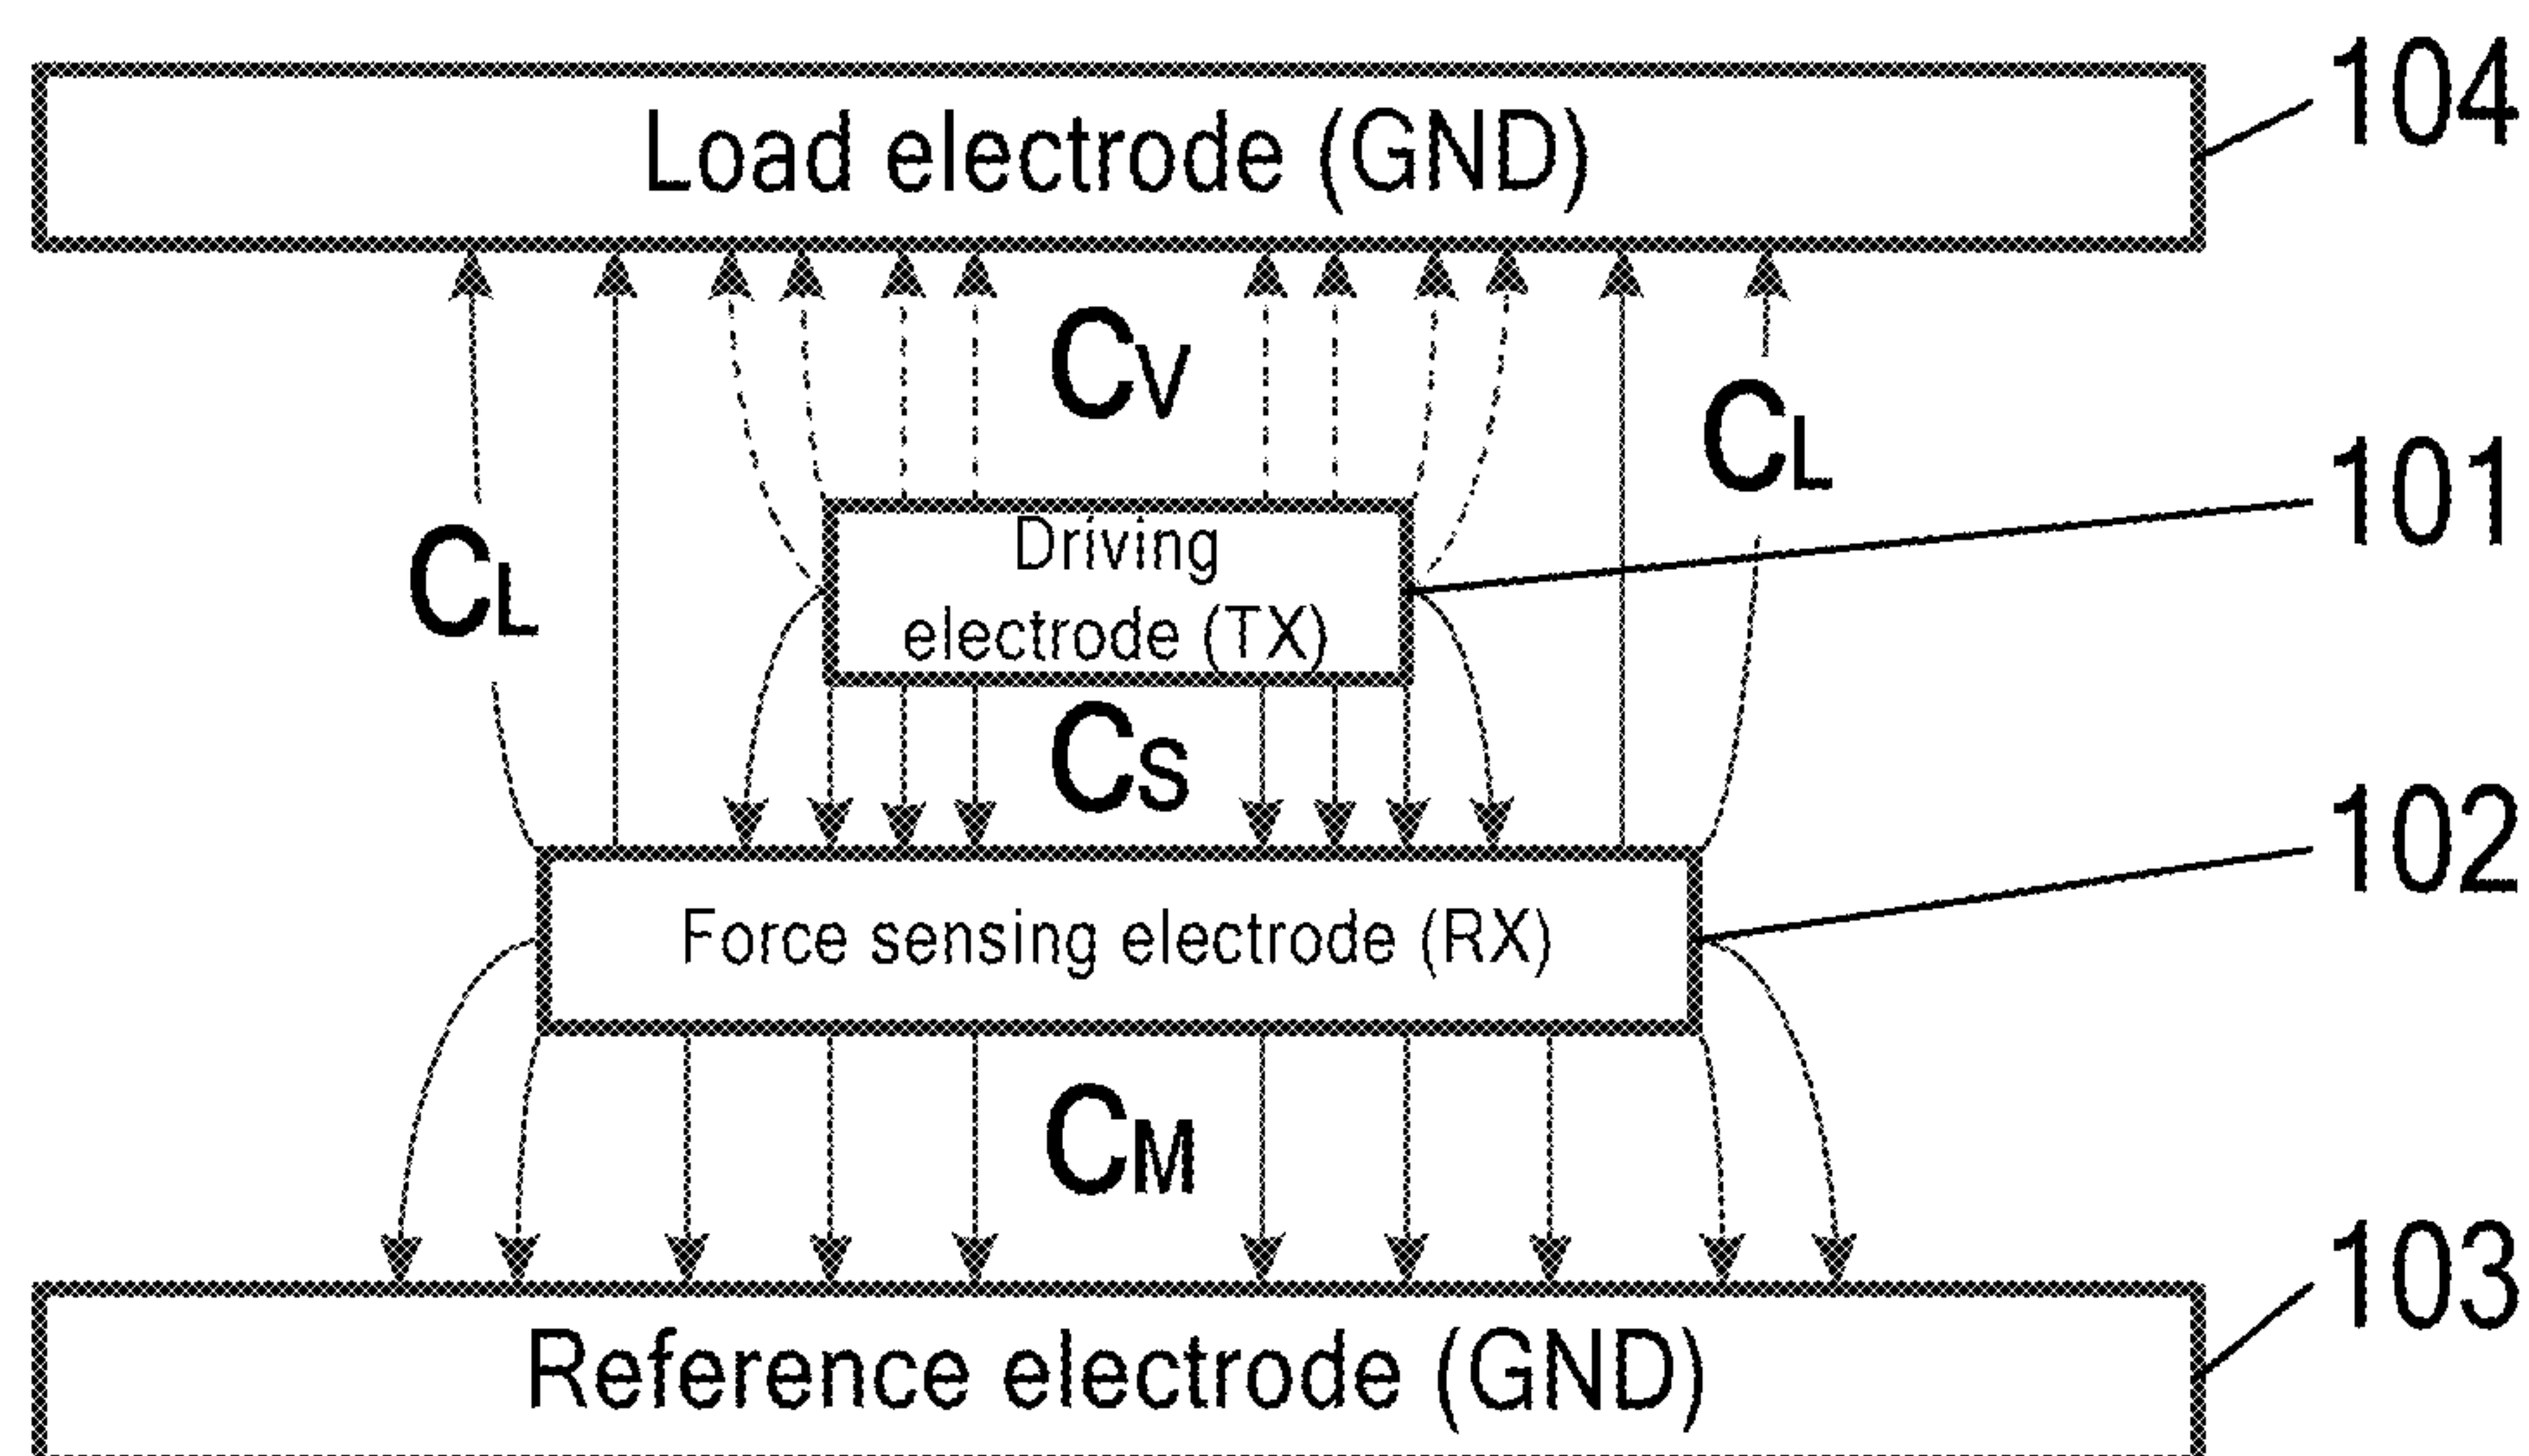 Load electrode (GND)
104
CV
CL
101
Driving
electrode (TX)
CL
CS
102
Force sensing electrode (RX)
CM
103
Reference electrode (GND)